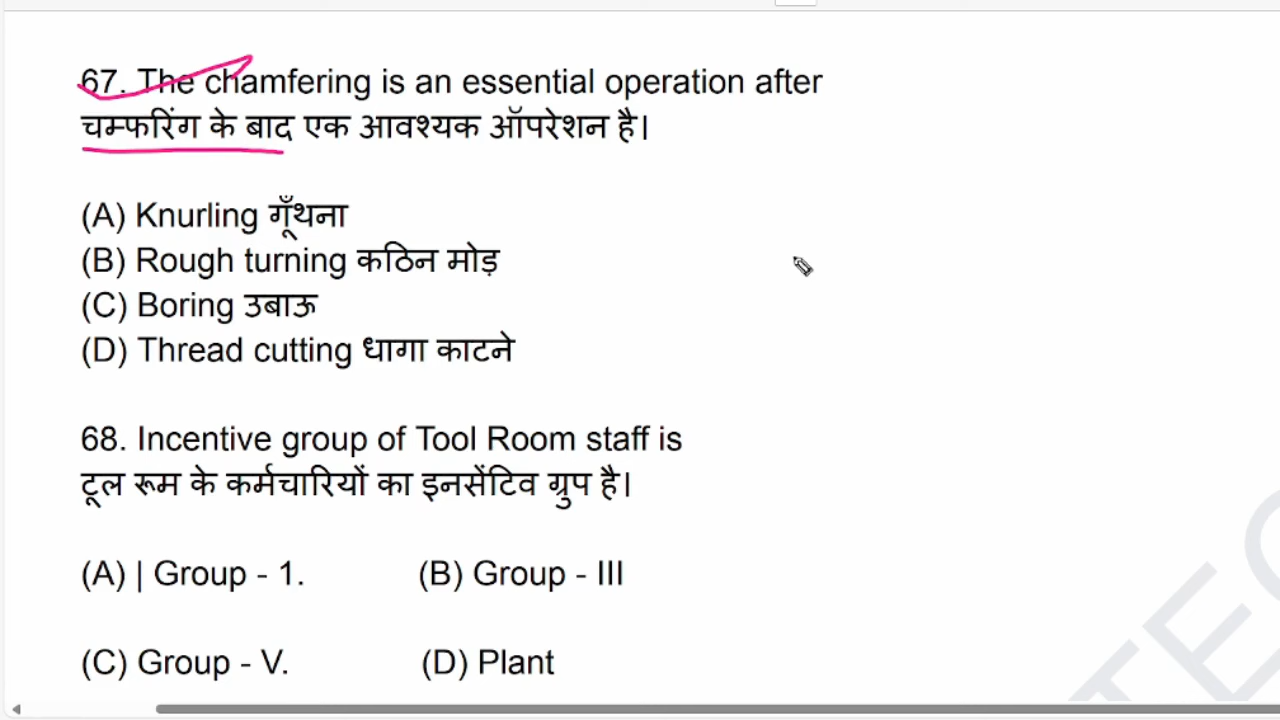 67. The chamfering is an essential operation after
चम्फरिंग के बाद एक आवश्यक ऑपरेशन है।
(A) Knurling गूँथना
(B) Rough turning कठिन मोड़
(C) Boring उबाऊ
(D) Thread cutting धागा काटने
68. Incentive group of Tool Room staff is
टूल रूम के कर्मचारियों का इनसेंटिव ग्रुप है।
(A) | Group - 1. (B) Group - III
(C) Group - V. (D) Plant